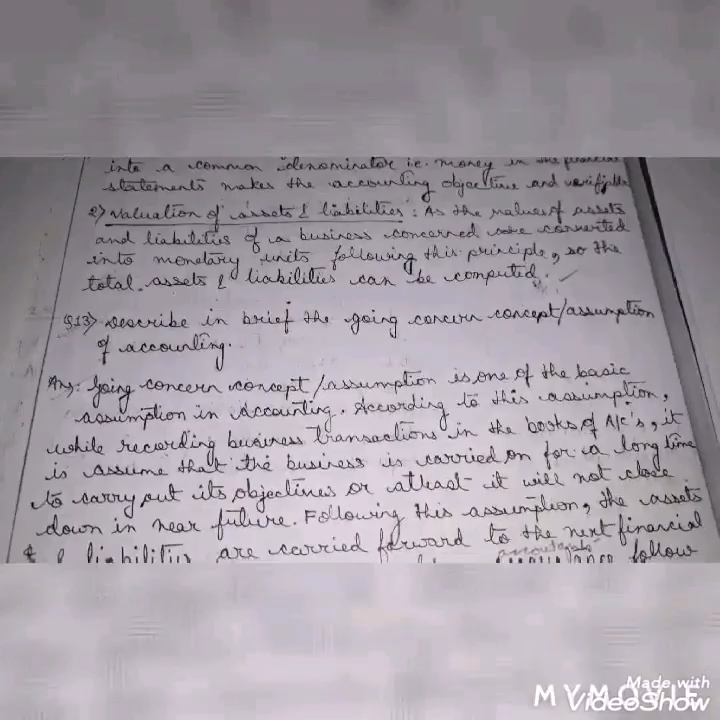 into a common denominator i.e. money in the financial
statements makes the accounting objective and verifiable
2) Valuation of assets & liabilities: As the values of assets
and liabilities of a business concerned are converted
into monetary units following this principle, so the
total assets & liabilities can be computed.
Q13) Describe in brief the going concern concept/assumption
of accounting.
Ans: Going concern concept/assumption is one of the basic
assumption in Accounting. According to this assumption,
while recording business transactions in the books of A/c's, it
is assume that the business is carried on for a long time
to carry out its objectives or atleast it will not close
down in near future. Following this assumption, the assets
& liabilities are carried forward to the next financial
follow
Made with
MYMOVIE
VideoShow